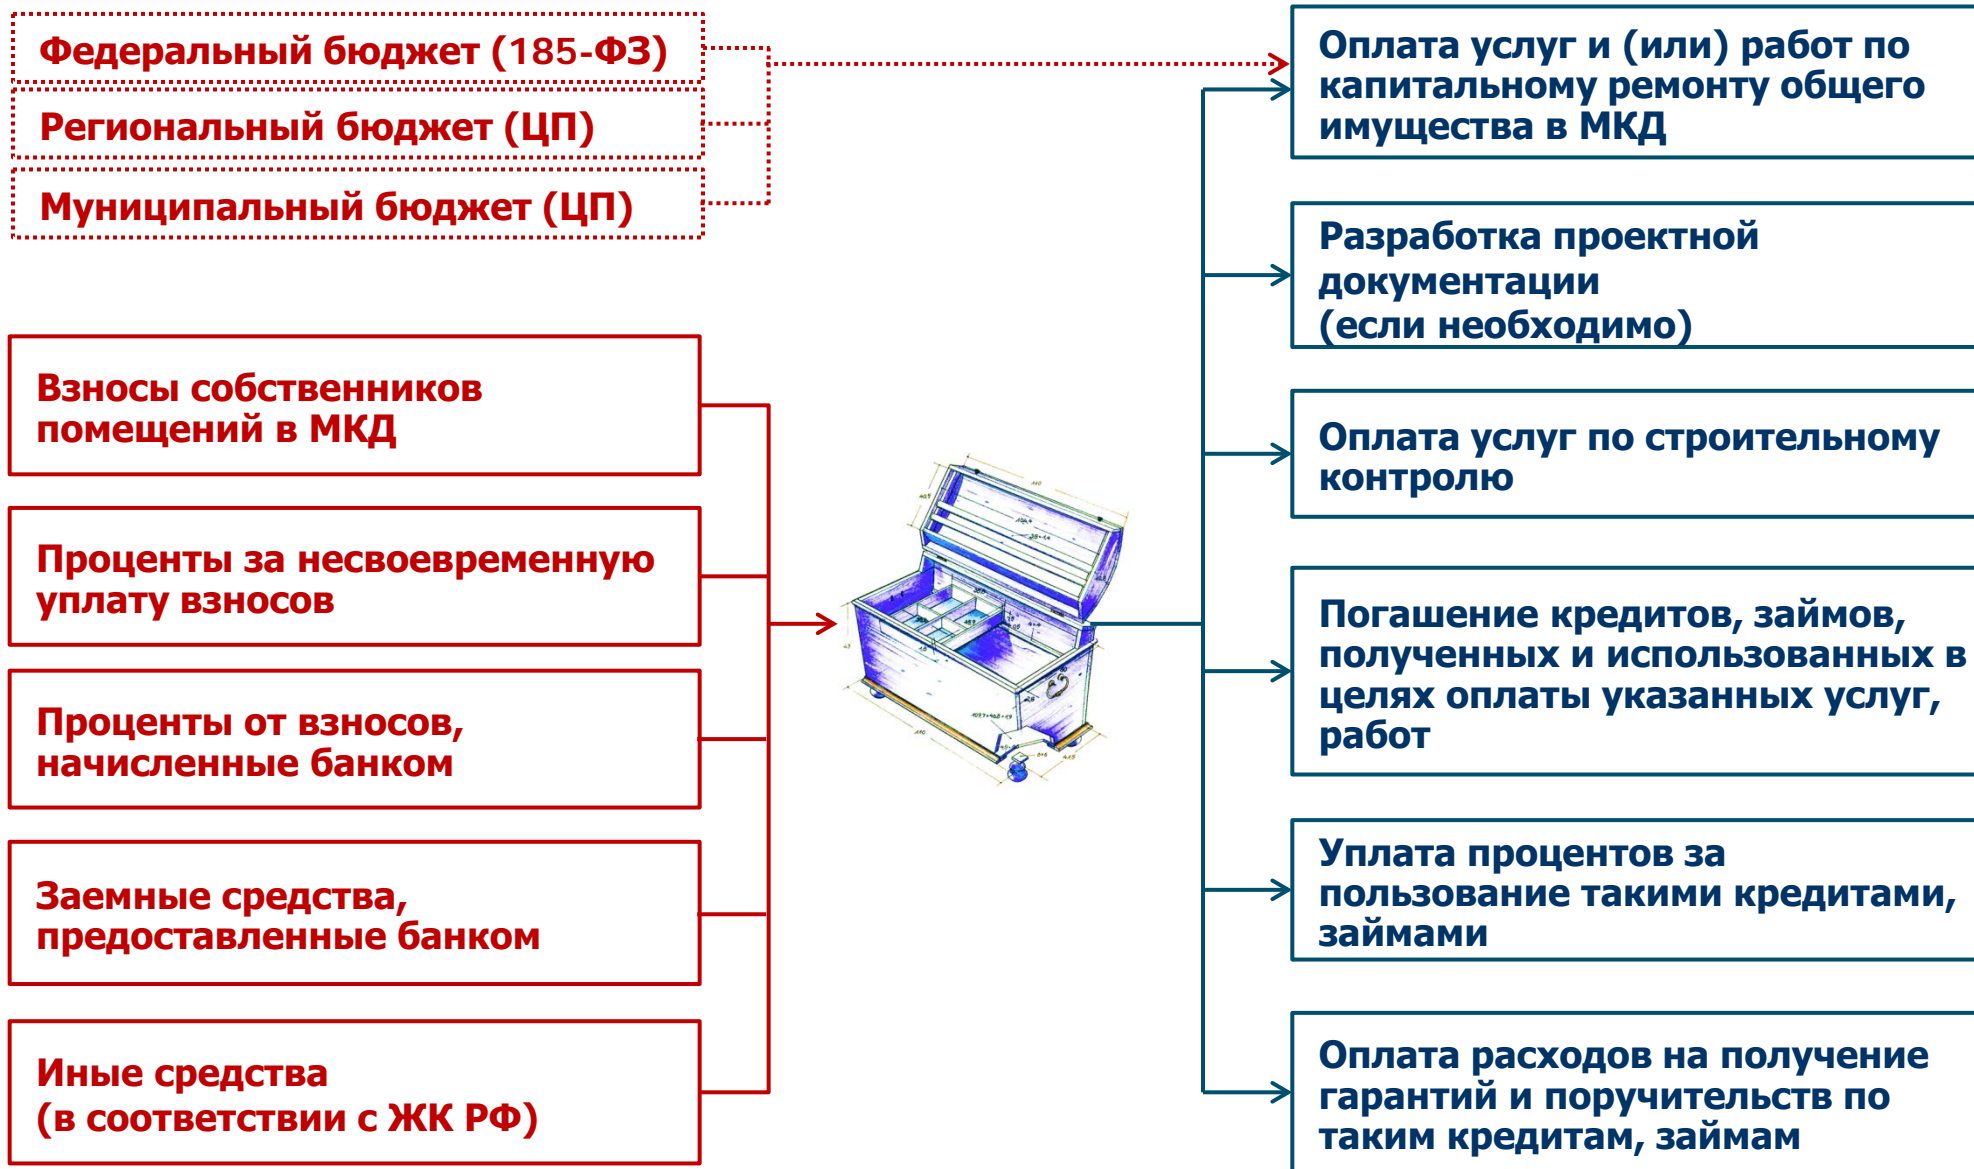 Федеральный бюджет (185-ФЗ)
Региональный бюджет (ЦП)
Муниципальный бюджет (ЦП)
Взносы собственников
помещений в МКД
Проценты за несвоевременную
уплату взносов
Проценты от взносов,
начисленные банком
Заемные средства,
предоставленные банком
Иные средства
(в соответствии с ЖК РФ)
Оплата услуг и (или) работ по
капитальному ремонту общего
имущества в МКД
Разработка проектной
документации
(если необходимо)
Оплата услуг по строительному
контролю
Погашение кредитов, займов,
полученных и использованных в
целях оплаты указанных услуг,
работ
Уплата процентов за
пользование такими кредитами,
займами
Оплата расходов на получение
гарантий и поручительств по
таким кредитам, займам